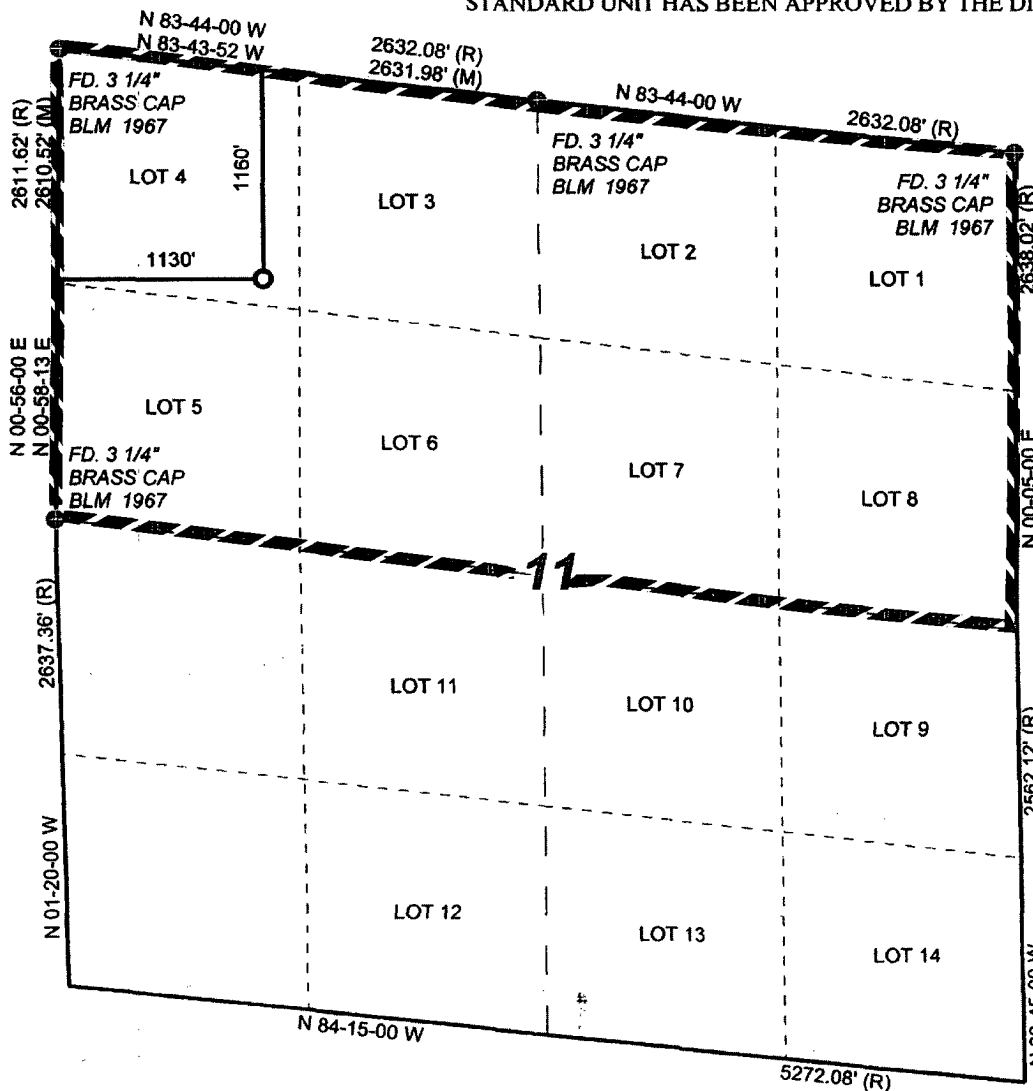 STANDARD UNIT HAS BEEN APPROVED BY THE
N 83-44-00 W
N 83-43-52 W
2632.08' (R)
2631.98' (M)
N 83-44-00 W
2632.08' (R)
FD. 3 1/4"
BRASS CAP
BLM 1967
FD. 3 1/4"
BRASS CAP
BLM 1967
FD. 3 1/4"
BRASS CAP
BLM 1967
2611.62' (R)
2610.52' (M)
LOT 4
1160'
LOT 3
LOT 2
LOT 1
2638.02' (R)
1130'
N 00-56-00 E
N 00-58-13 E
LOT 5
LOT 6
LOT 7
LOT 8
N 00-05-00 E
FD. 3 1/4"
BRASS CAP
BLM 1967
11
2637.36' (R)
LOT 11
LOT 10
LOT 9
2562.12' (R)
N 01-20-00 W
LOT 12
LOT 13
LOT 14
N 84-15-00 W
5272.08' (R)